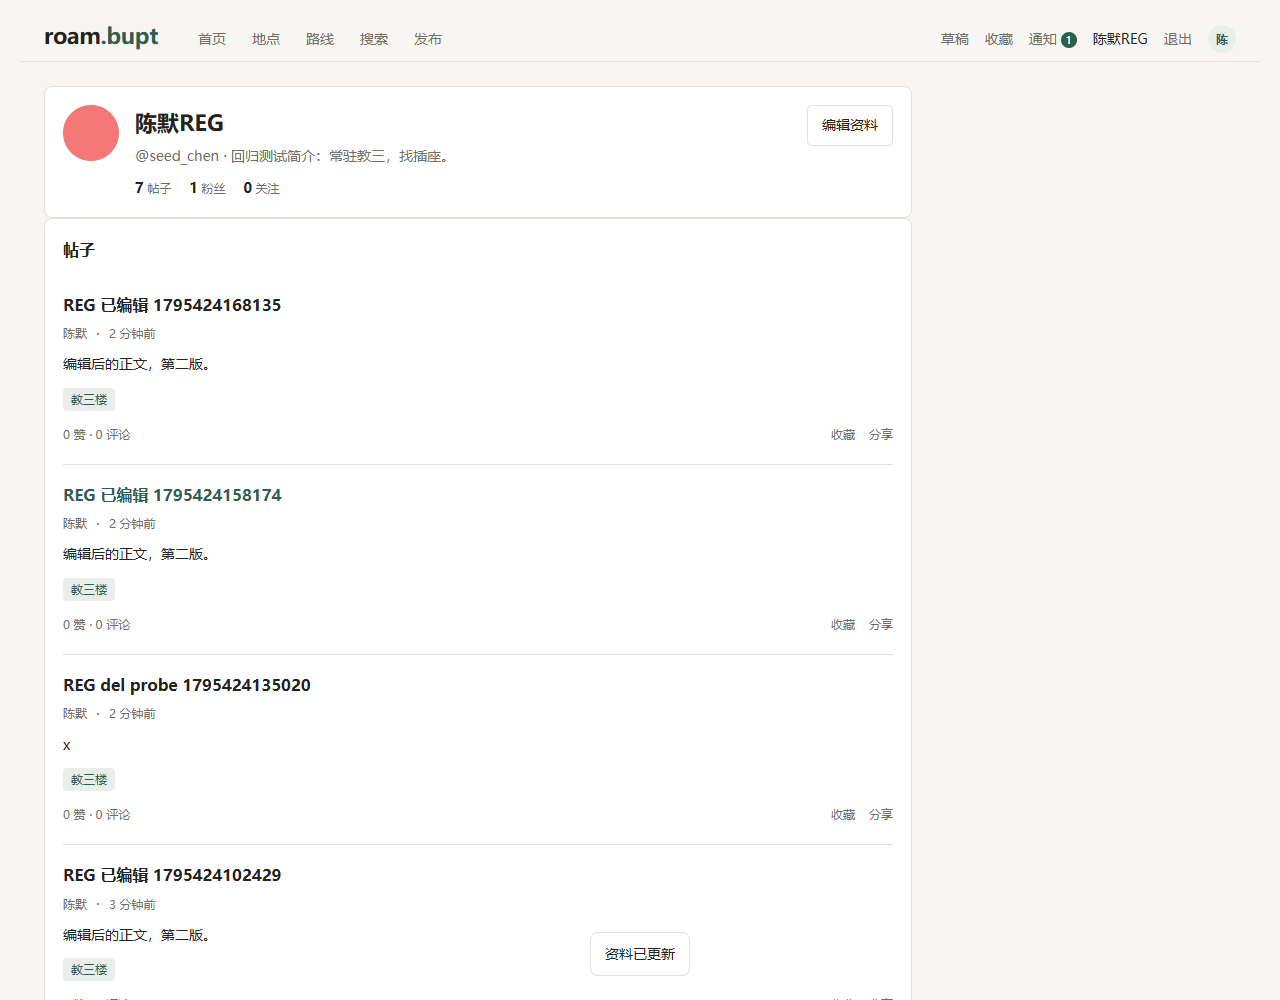 roam.bupt 首页 地点 路线 搜索 发布 草稿 收藏 通知 1 陈默REG 退出 陈
陈默REG 编辑资料
@seed_chen · 回归测试简介：常驻教三，找插座。
7 帖子 1 粉丝 0 关注
帖子
REG 已编辑 1795424168135
陈默 · 2 分钟前
编辑后的正文，第二版。
教三楼
0 赞 · 0 评论 收藏 分享
REG 已编辑 1795424158174
陈默 · 2 分钟前
编辑后的正文，第二版。
教三楼
0 赞 · 0 评论 收藏 分享
REG del probe 1795424135020
陈默 · 2 分钟前
x
教三楼
0 赞 · 0 评论 收藏 分享
REG 已编辑 1795424102429
陈默 · 3 分钟前
编辑后的正文，第二版。
资料已更新
教三楼